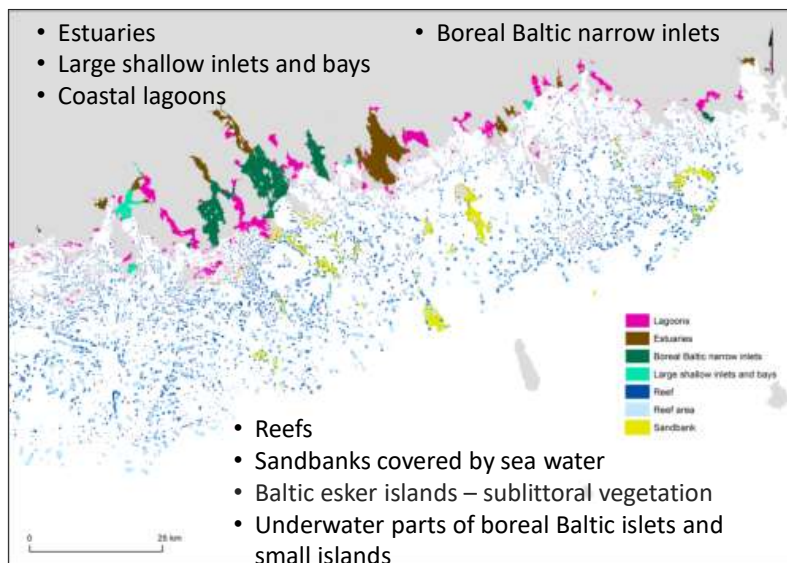 • Estuaries
• Large shallow inlets and bays
• Coastal lagoons
• Boreal Baltic narrow inlets
Lagoons
Estuaries
Boreal Baltic narrow inlets
Large shallow inlets and bays
Reef
Reef area
Sandbank
• Reefs
• Sandbanks covered by sea water
• Baltic esker islands – sublittoral vegetation
• Underwater parts of boreal Baltic islets and
small islands
0 25 km